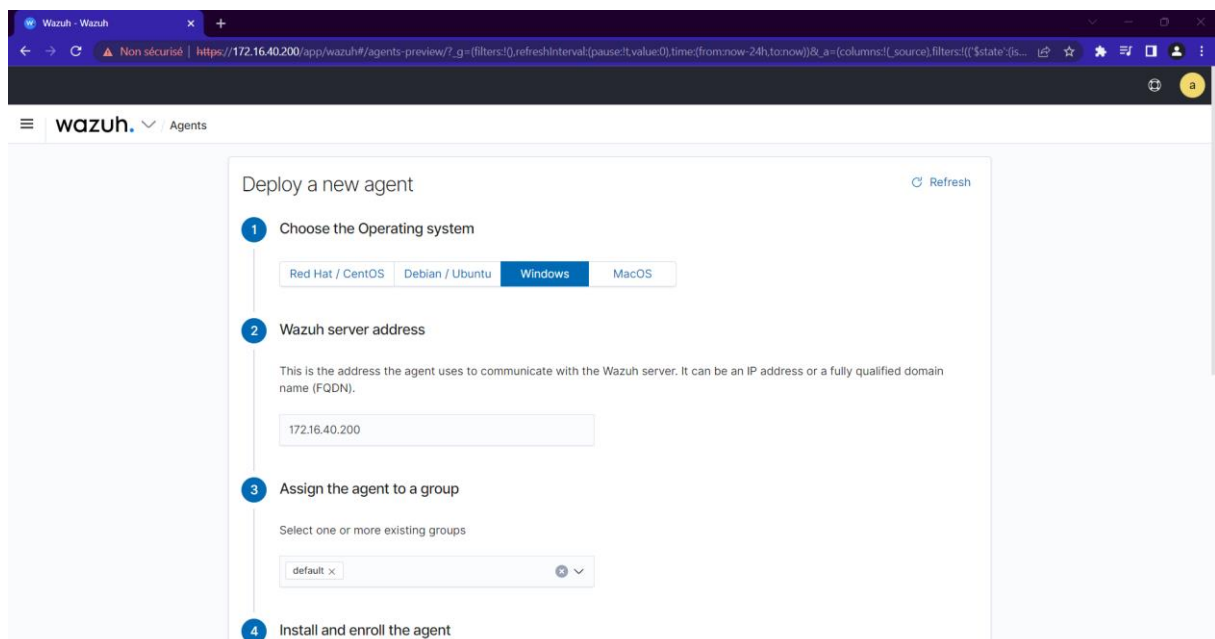 Wazuh - Wazuh
Non sécurisé | https://172.16.40.200/app/wazuh#/agents-preview/?_g=(filters:!(),refreshInterval:(pause:!t,value:0),time:(from:now-24h,to:now))&_a=(columns:!(_source),filters:!(('$state':(is...
a
wazuh. / Agents
Deploy a new agent
Refresh
1 Choose the Operating system
Red Hat / CentOS Debian / Ubuntu Windows MacOS
2 Wazuh server address
This is the address the agent uses to communicate with the Wazuh server. It can be an IP address or a fully qualified domain
name (FQDN).
172.16.40.200
3 Assign the agent to a group
Select one or more existing groups
default
4 Install and enroll the agent